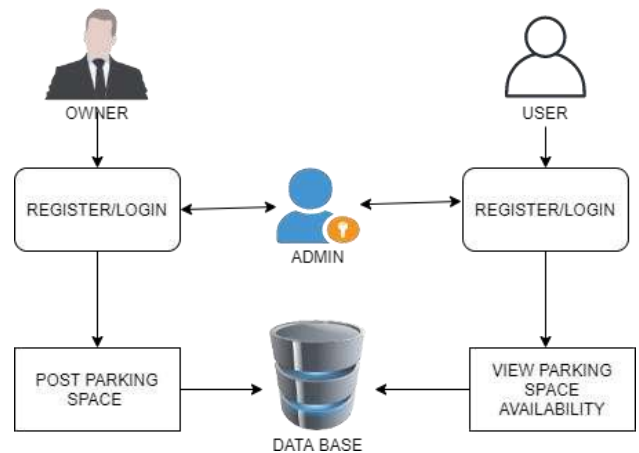 OWNER
USER
REGISTER/LOGIN
REGISTER/LOGIN
ADMIN
POST PARKING
SPACE
VIEW PARKING
SPACE
AVAILABILITY
DATA BASE